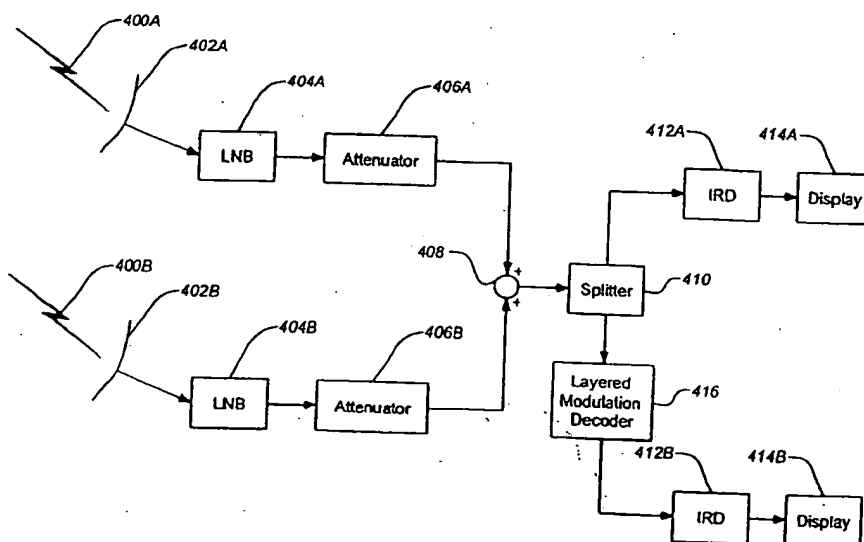 400A
402A
404A
406A
LNB
Attenuator
412A
414A
IRD
Display
408
+
+
Splitter
410
400B
402B
404B
406B
LNB
Attenuator
Layered
Modulation
Decoder
416
412B
414B
IRD
Display